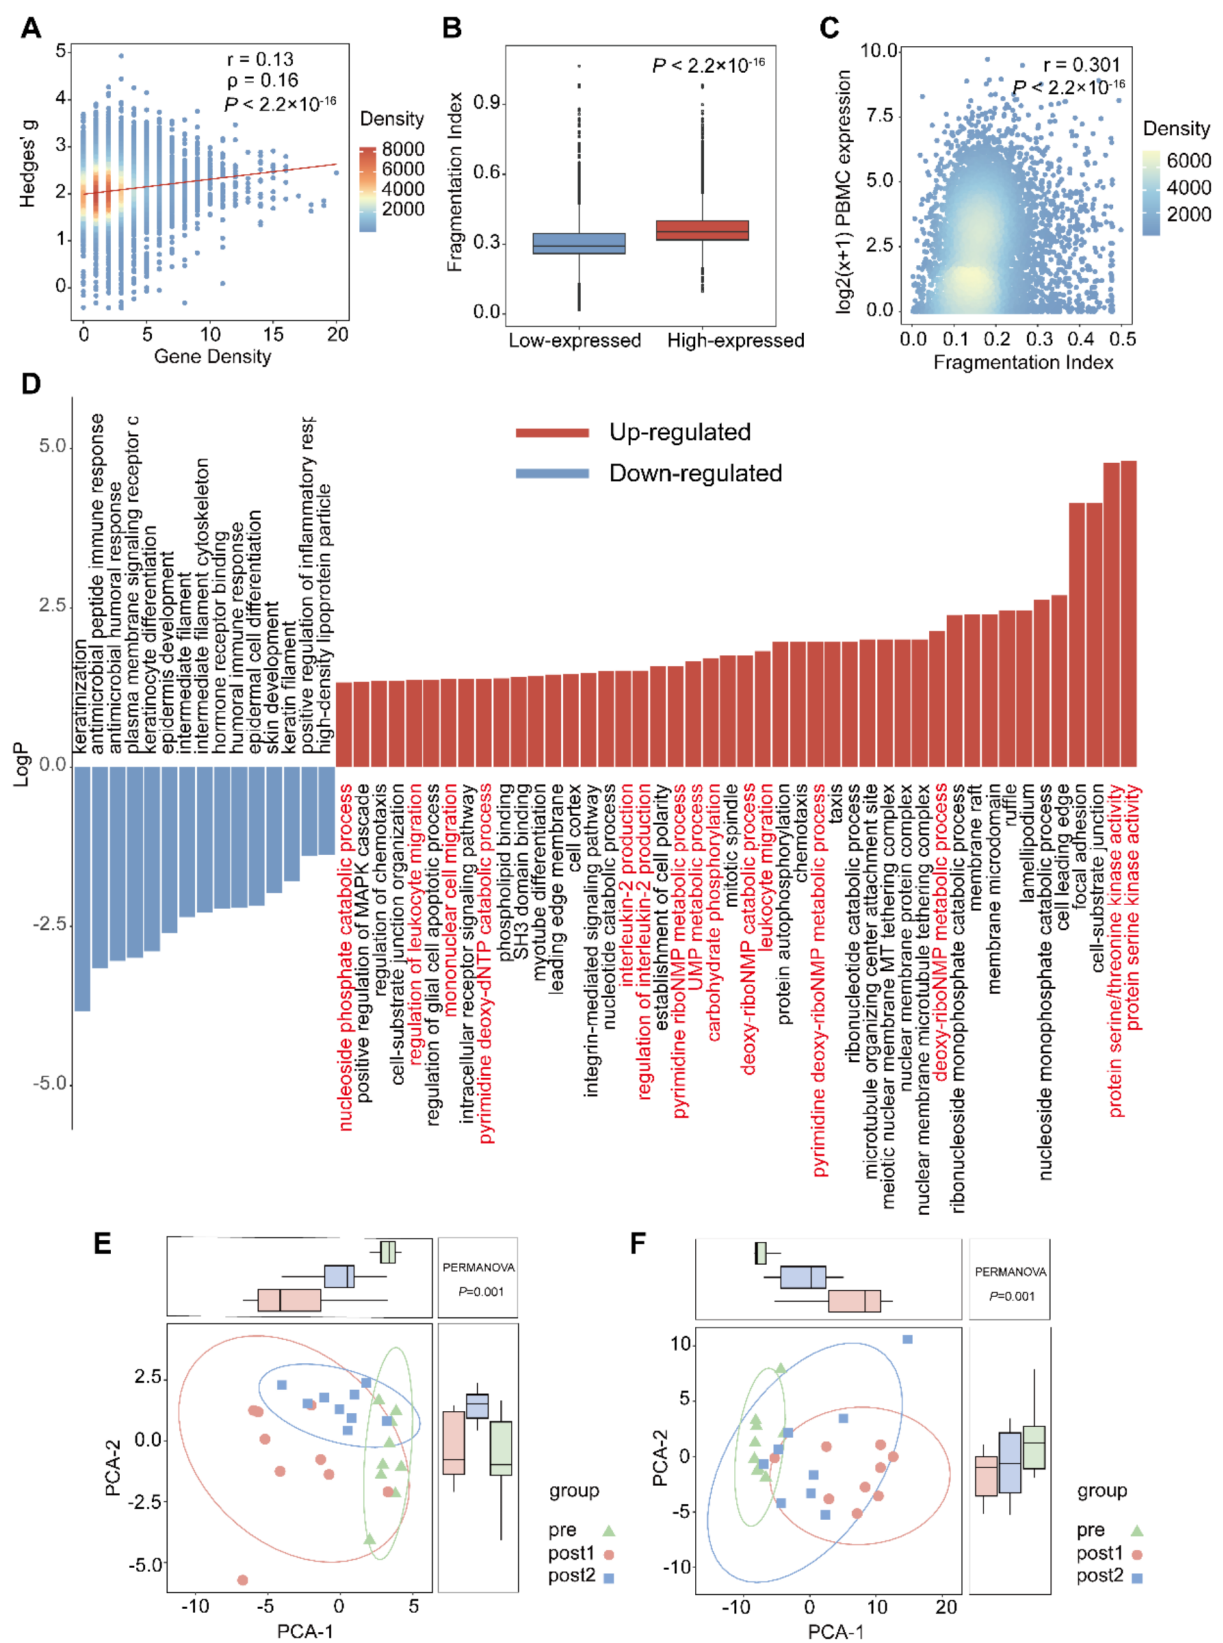 A
5
4
3
2
1
0
Hedges' g
0
5
10
15
20
Gene Density
r = 0.13
ρ = 0.16
P < 2.2×10-16
Density
8000
6000
4000
2000
B
P < 2.2×10-16
0.9
0.6
0.3
0.0
Fragmentation Index
Low-expressed
High-expressed
C
10.0
7.5
5.0
2.5
0.0
log2(x+1) PBMC expression
r = 0.301
P < 2.2×10-16
0.0
0.1
0.2
0.3
0.4
0.5
Fragmentation Index
Density
6000
4000
2000
D
Up-regulated
Down-regulated
5.0
2.5
0.0
-2.5
-5.0
LogP
keratinization
antimicrobial peptide immune response
antimicrobial humoral response
plasma membrane signaling receptor c
keratinocyte differentiation
epidermis development
intermediate filament
intermediate filament cytoskeleton
hormone receptor binding
humoral immune response
epidermal cell differentiation
skin development
keratin filament
positive regulation of inflammatory resp
high-density lipoprotein particle
nucleoside phosphate catabolic process
positive regulation of MAPK cascade
regulation of chemotaxis
cell-substrate junction organization
regulation of leukocyte migration
regulation of glial cell apoptotic process
mononuclear cell migration
intracellular receptor signaling pathway
pyrimidine deoxy-dNTP catabolic process
phospholipid binding
SH3 domain binding
myotube differentiation
leading edge membrane
cell cortex
integrin-mediated signaling pathway
nucleotide catabolic process
interleukin-2 production
regulation of interleukin-2 production
establishment of cell polarity
pyrimidine riboNMP metabolic process
UMP metabolic process
carbohydrate phosphorylation
mitotic spindle
deoxy-riboNMP catabolic process
leukocyte migration
protein autophosphorylation
chemotaxis
pyrimidine deoxy-riboNMP metabolic process
taxis
ribonucleotide catabolic process
microtubule organizing center attachment site
meiotic nuclear membrane MT tethering complex
nuclear membrane protein complex
nuclear membrane microtubule tethering complex
deoxy-riboNMP metabolic process
ribonucleoside monophosphate catabolic process
membrane raft
membrane microdomain
ruffle
lamellipodium
nucleoside monophosphate catabolic process
cell leading edge
focal adhesion
cell-substrate junction
protein serine/threonine kinase activity
protein serine kinase activity
E
PERMANOVA
P=0.001
2.5
0.0
-2.5
-5.0
PCA-2
-10
-5
0
5
PCA-1
group
pre
post1
post2
F
PERMANOVA
P=0.001
10
5
0
-5
-10
PCA-2
-10
0
10
20
PCA-1
group
pre
post1
post2